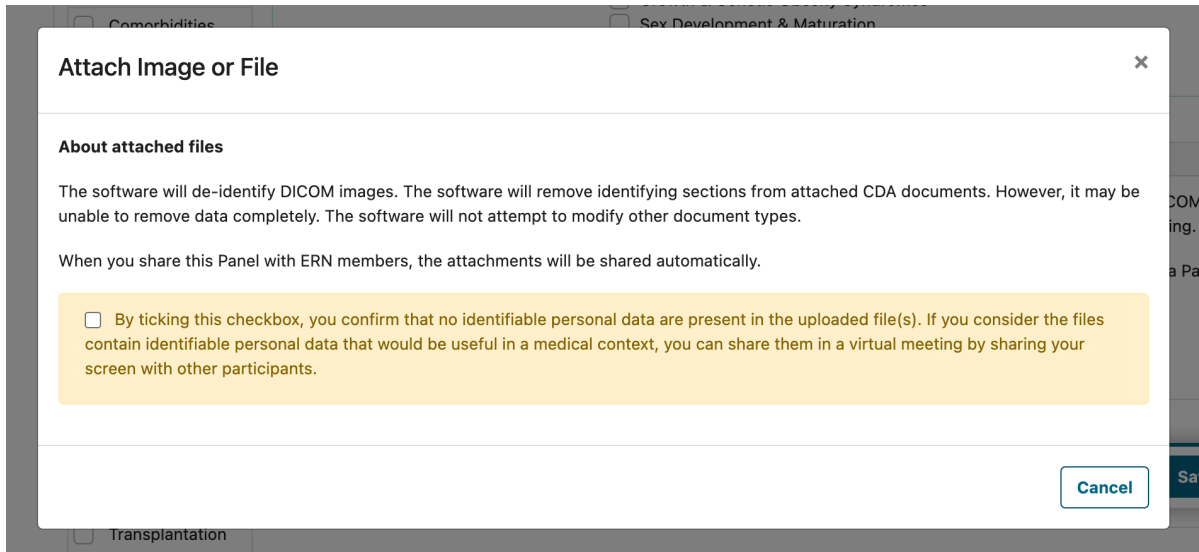 Comorbidities
Sex Development & Maturation
Attach Image or File
×
About attached files
The software will de-identify DICOM images. The software will remove identifying sections from attached CDA documents. However, it may be
unable to remove data completely. The software will not attempt to modify other document types.
When you share this Panel with ERN members, the attachments will be shared automatically.
By ticking this checkbox, you confirm that no identifiable personal data are present in the uploaded file(s). If you consider the files
contain identifiable personal data that would be useful in a medical context, you can share them in a virtual meeting by sharing your
screen with other participants.
Cancel
Transplantation